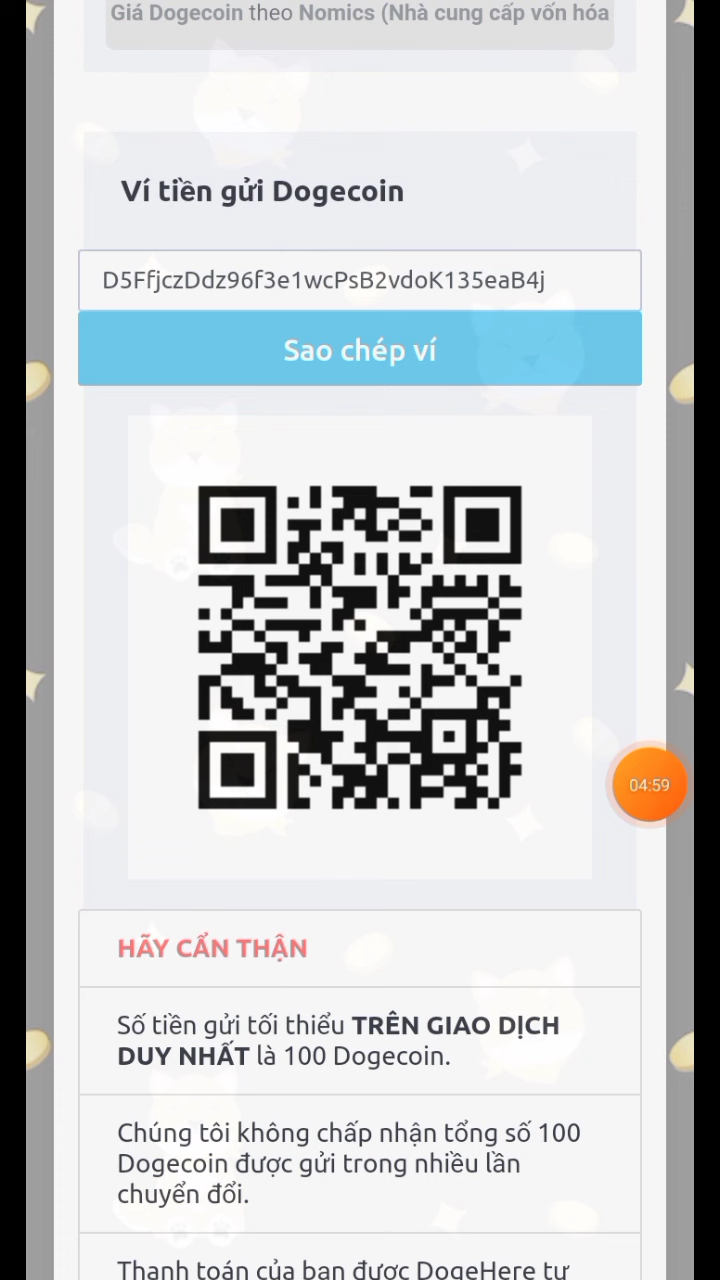 Giá Dogecoin theo Nomics (Nhà cung cấp vốn hóa
Ví tiền gửi Dogecoin
D5FfjczDdz96f3e1wcPsB2vdoK135eaB4j
Sao chép ví
04:59
HÃY CẨN THẬN
Số tiền gửi tối thiểu TRÊN GIAO DỊCH
DUY NHẤT là 100 Dogecoin.
Chúng tôi không chấp nhận tổng số 100
Dogecoin được gửi trong nhiều lần
chuyển đổi.
Thanh toán của bạn được DogeHere tự